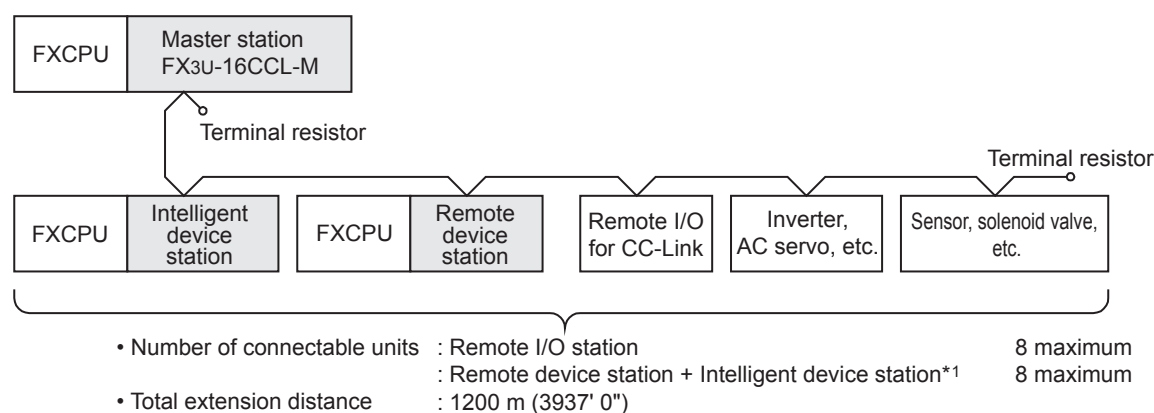 FXCPU
Master station
FX3U-16CCL-M
Terminal resistor
Terminal resistor
FXCPU
Intelligent
device
station
FXCPU
Remote
device
station
Remote I/O
for CC-Link
Inverter,
AC servo, etc.
Sensor, solenoid valve,
etc.
• Number of connectable units : Remote I/O station 8 maximum
: Remote device station + Intelligent device station*1 8 maximum
• Total extension distance : 1200 m (3937' 0")